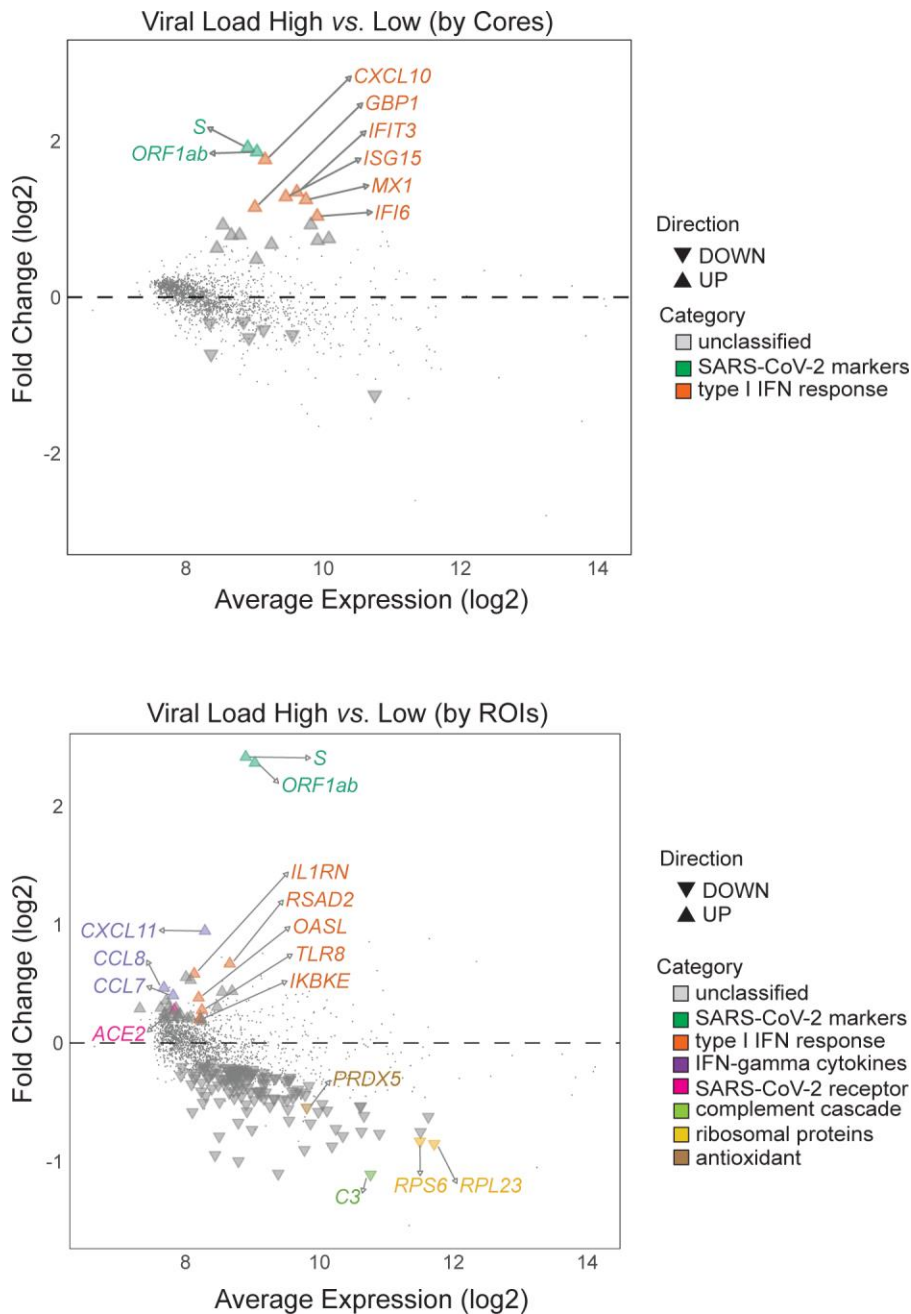 Viral Load High vs. Low (by Cores)
Fold Change (log2)
2
0
-2
S
ORF1ab
CXCL10
GBP1
IFIT3
ISG15
MX1
IFI6
8
10
12
14
Average Expression (log2)
Direction
DOWN
UP
Category
unclassified
SARS-CoV-2 markers
type I IFN response
Viral Load High vs. Low (by ROIs)
Fold Change (log2)
2
1
0
-1
S
ORF1ab
IL1RN
RSAD2
OASL
TLR8
IKBKE
CXCL11
CCL8
CCL7
ACE2
PRDX5
C3
RPS6
RPL23
8
10
12
14
Average Expression (log2)
Direction
DOWN
UP
Category
unclassified
SARS-CoV-2 markers
type I IFN response
IFN-gamma cytokines
SARS-CoV-2 receptor
complement cascade
ribosomal proteins
antioxidant